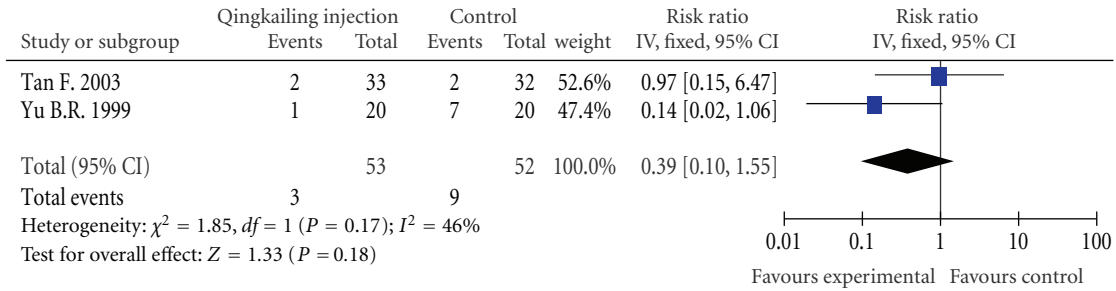 Qingkailing injection Control Risk ratio Risk ratio
Study or subgroup Events Total Events Total weight IV, fixed, 95% CI IV, fixed, 95% CI
Tan F. 2003 2 33 2 32 52.6% 0.97 [0.15, 6.47]
Yu B.R. 1999 1 20 7 20 47.4% 0.14 [0.02, 1.06]
Total (95% CI) 53 52 100.0% 0.39 [0.10, 1.55]
Total events 3 9
Heterogeneity: χ² = 1.85, df = 1 (P = 0.17); I² = 46%
Test for overall effect: Z = 1.33 (P = 0.18)
0.01 0.1 1 10 100
Favours experimental Favours control